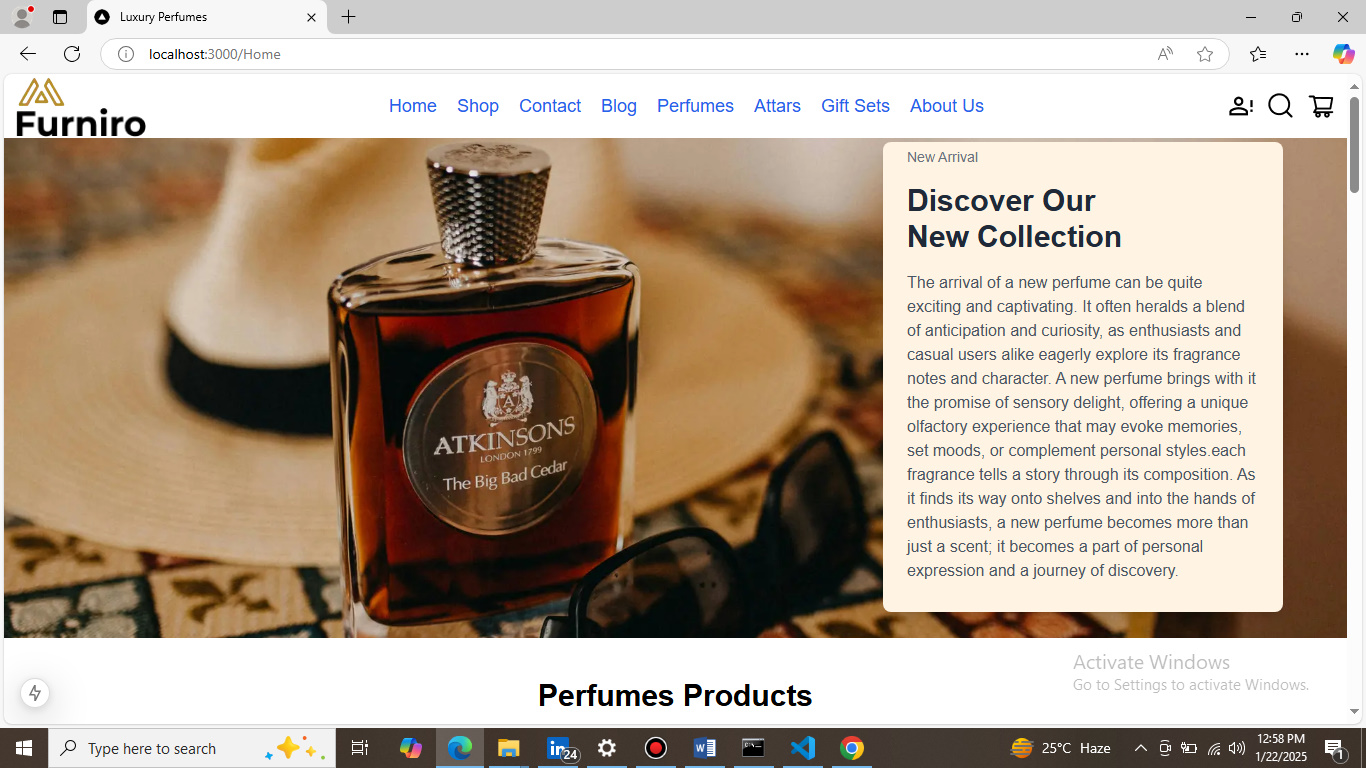 Luxury Perfumes
localhost:3000/Home
Furniro
Home Shop Contact Blog Perfumes Attars Gift Sets About Us
New Arrival
Discover Our
New Collection
The arrival of a new perfume can be quite
exciting and captivating. It often heralds a blend
of anticipation and curiosity, as enthusiasts and
casual users alike eagerly explore its fragrance
notes and character. A new perfume brings with it
the promise of sensory delight, offering a unique
olfactory experience that may evoke memories,
set moods, or complement personal styles.each
fragrance tells a story through its composition. As
it finds its way onto shelves and into the hands of
enthusiasts, a new perfume becomes more than
just a scent; it becomes a part of personal
expression and a journey of discovery.
A
ATKINSONS
LONDON 1799
The Big Bad Cedar
Perfumes Products
Activate Windows
Go to Settings to activate Windows.
Type here to search
24
25°C Haze
12:58 PM
1/22/2025
1